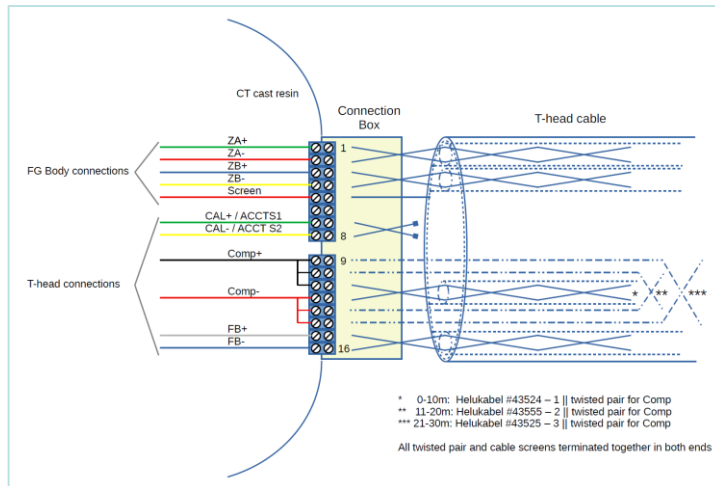 CT cast resin
Connection
Box
T-head cable
ZA+
1
ZA-
ZB+
FG Body connections
ZB-
Screen
CAL+ / ACCTS1
CAL- / ACCT S2
8
Comp+
9
T-head connections
Comp-
* ** ***
FB+
FB-
16
* 0-10m: Helukabel #43524 – 1 || twisted pair for Comp
** 11-20m: Helukabel #43555 – 2 || twisted pair for Comp
*** 21-30m: Helukabel #43525 – 3 || twisted pair for Comp
All twisted pair and cable screens terminated together in both ends